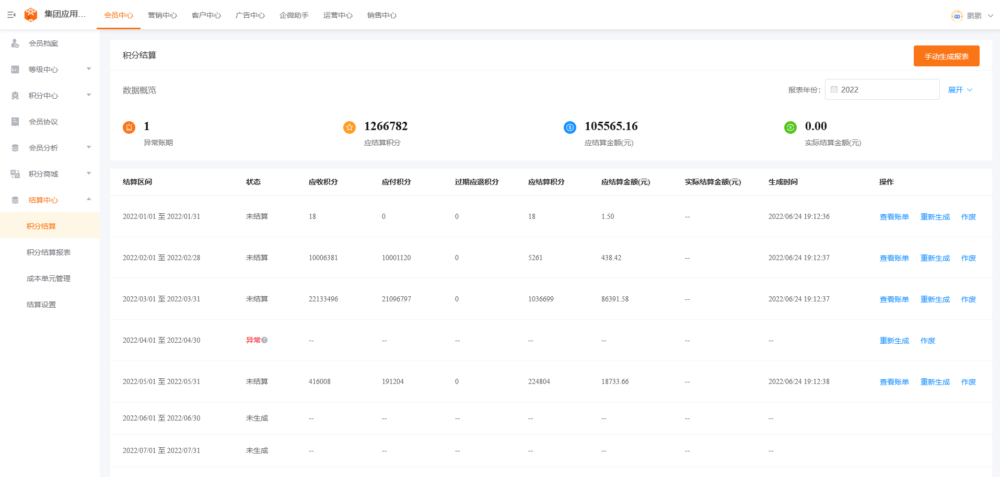 集团应用... 会员中心 营销中心 客户中心 广告中心 企微助手 运营中心 销售中心 鹏鹏
会员档案
等级中心
积分中心
会员协议
会员分析
积分商城
结算中心
积分结算
积分结算报表
成本单元管理
结算设置
积分结算 手动生成报表
数据概览 报表年份: 2022 展开
1 1266782 105565.16 0.00
异常账期 应结算积分 应结算金额(元) 实际结算金额(元)
结算区间 状态 应收积分 应付积分 过期应退积分 应结算积分 应结算金额(元) 实际结算金额(元) 生成时间 操作
2022/01/01 至 2022/01/31 未结算 18 0 0 18 1.50 -- 2022/06/24 19:12:36 查看账单 重新生成 作废
2022/02/01 至 2022/02/28 未结算 10006381 10001120 0 5261 438.42 -- 2022/06/24 19:12:37 查看账单 重新生成 作废
2022/03/01 至 2022/03/31 未结算 22133496 21096797 0 1036699 86391.58 -- 2022/06/24 19:12:37 查看账单 重新生成 作废
2022/04/01 至 2022/04/30 异常 ? -- -- -- -- -- -- -- 重新生成 作废
2022/05/01 至 2022/05/31 未结算 416008 191204 0 224804 18733.66 -- 2022/06/24 19:12:38 查看账单 重新生成 作废
2022/06/01 至 2022/06/30 未生成 -- -- -- -- -- -- --
2022/07/01 至 2022/07/31 未生成 -- -- -- -- -- -- --